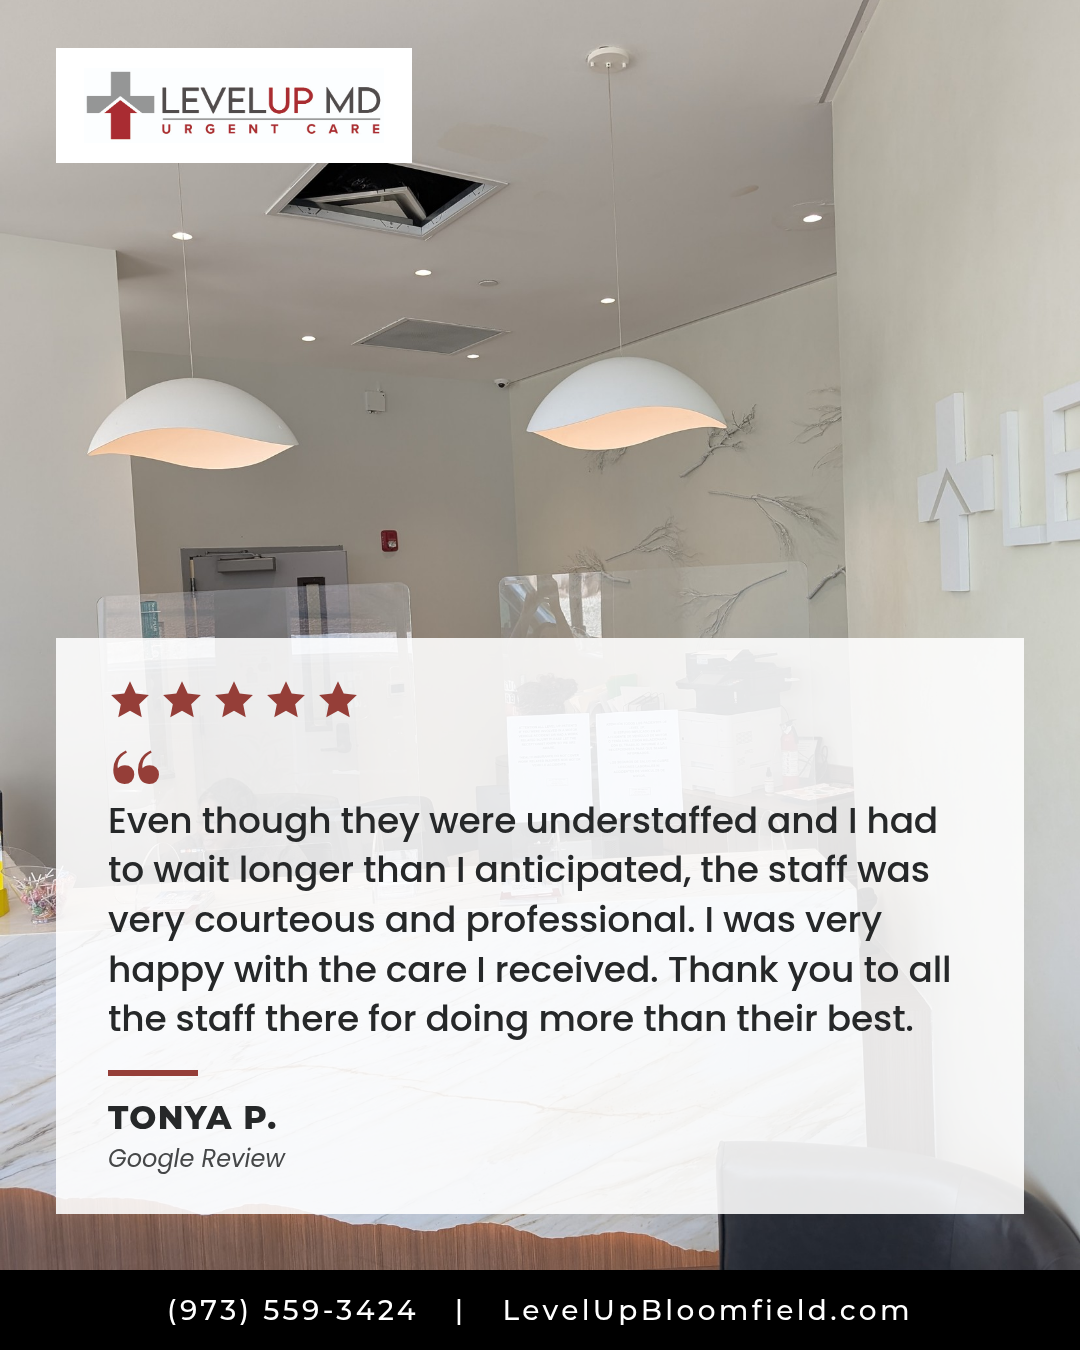 LEVELUP MD
URGENT CARE
LE
Even though they were understaffed and I had
to wait longer than I anticipated, the staff was
very courteous and professional. I was very
happy with the care I received. Thank you to all
the staff there for doing more than their best.
TONYA P.
Google Review
(973) 559-3424 | LevelUpBloomfield.com